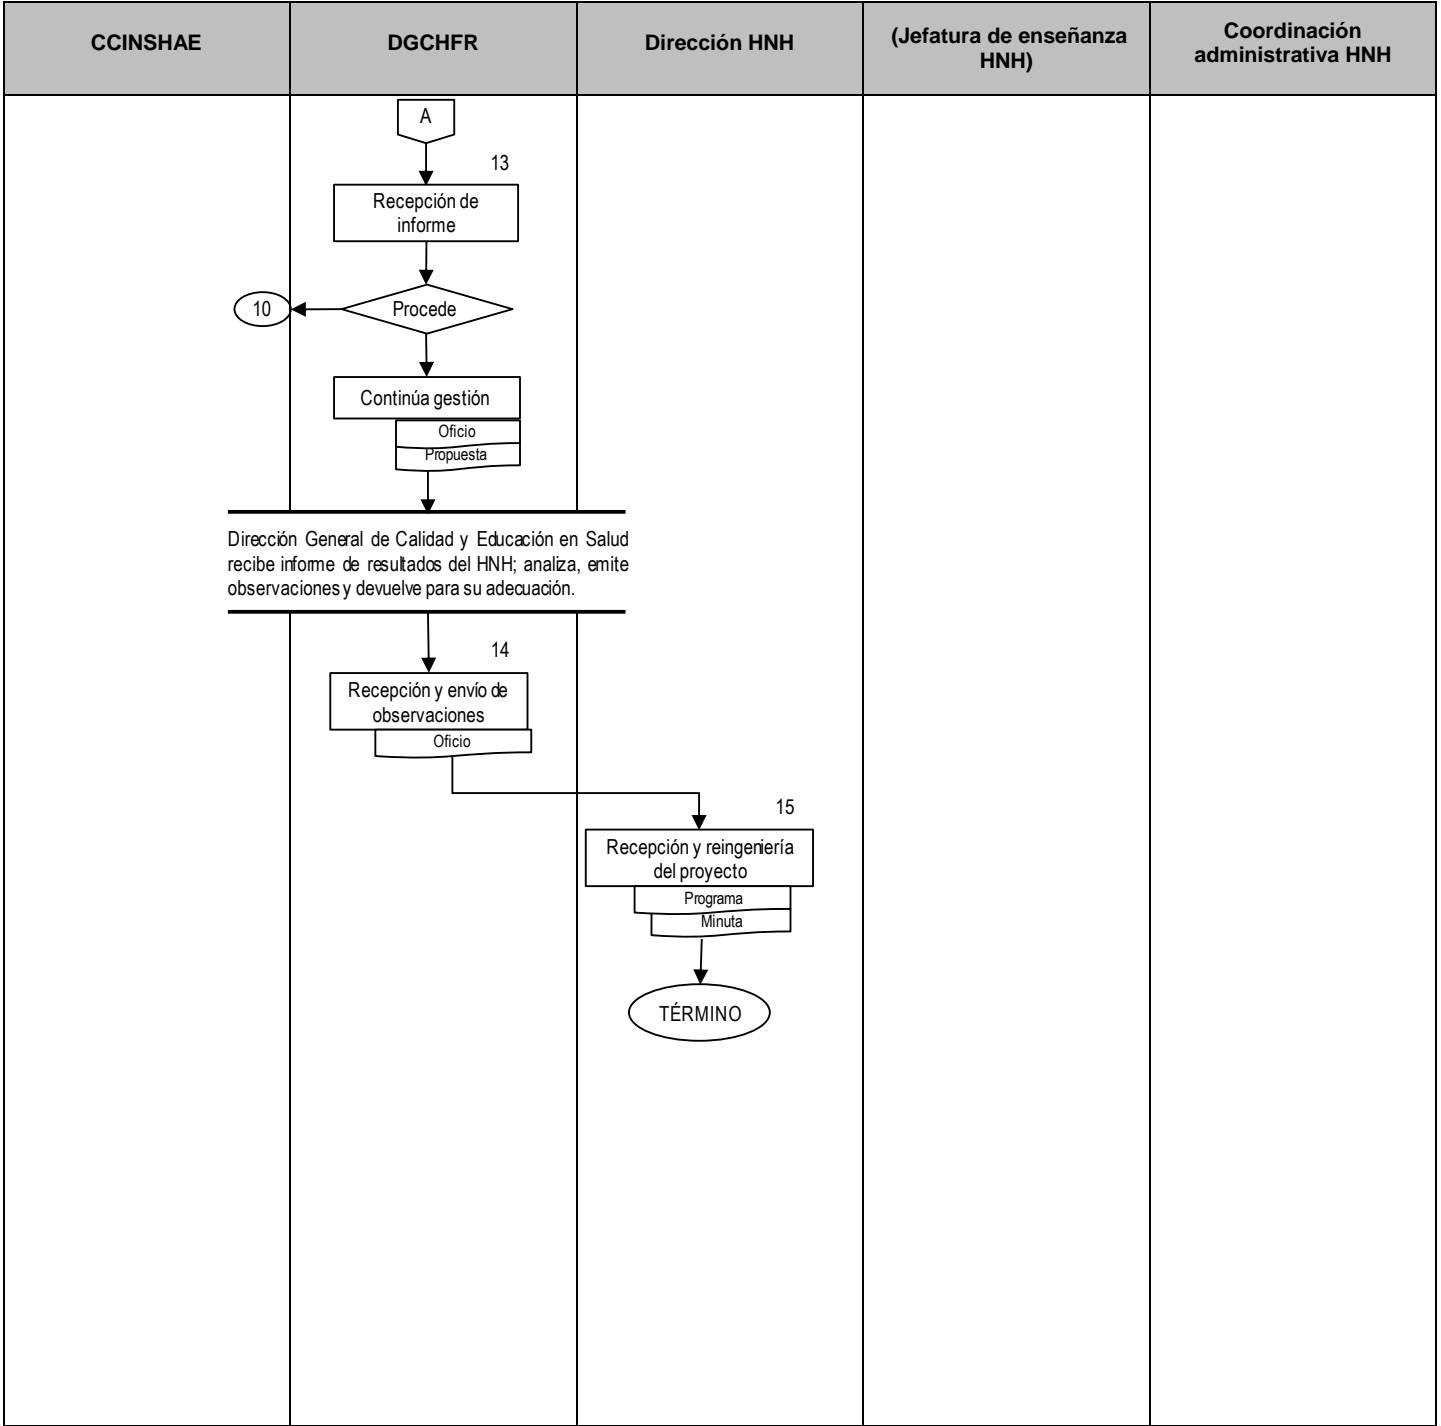 CCINSHAE
DGCHFR
Dirección HNH
(Jefatura de enseñanza
HNH)
Coordinación
administrativa HNH
A
13
Recepción de
informe
10
Procede
Continúa gestión
Oficio
Propuesta
Dirección General de Calidad y Educación en Salud
recibe informe de resultados del HNH; analiza, emite
observaciones y devuelve para su adecuación.
14
Recepción y envío de
observaciones
Oficio
15
Recepción y reingeniería
del proyecto
Programa
Minuta
TÉRMINO